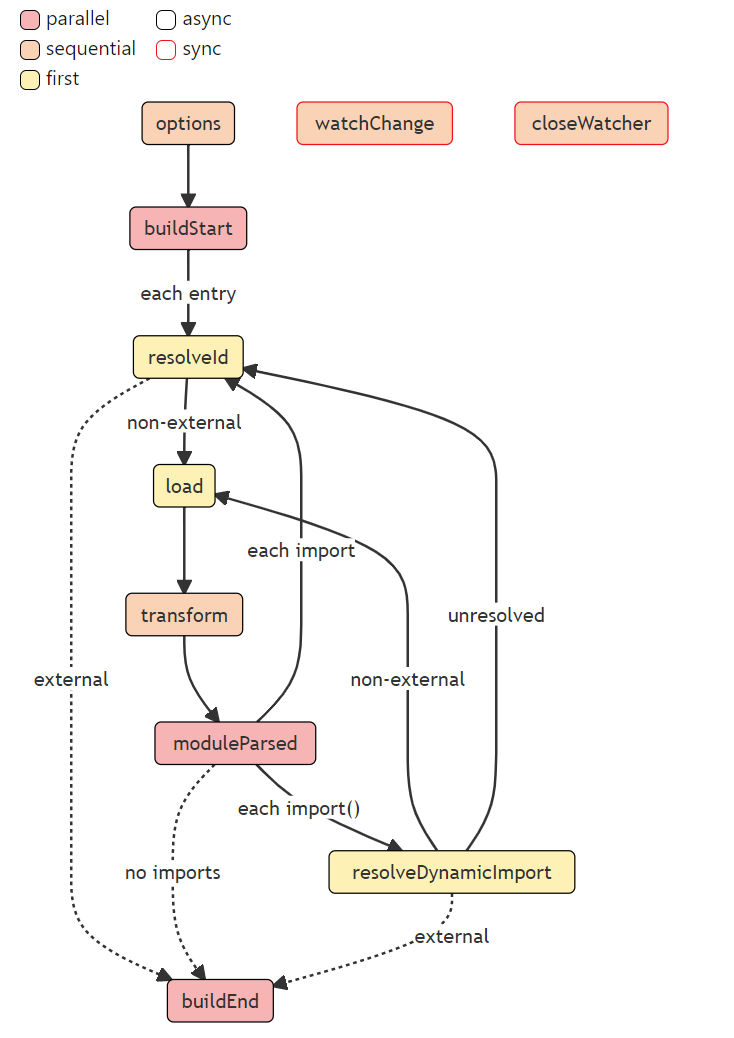 parallel
async
sequential
sync
first
options
watchChange
closeWatcher
buildStart
each entry
resolveId
non-external
load
each import
transform
unresolved
external
non-external
moduleParsed
each import()
no imports
resolveDynamicImport
external
buildEnd